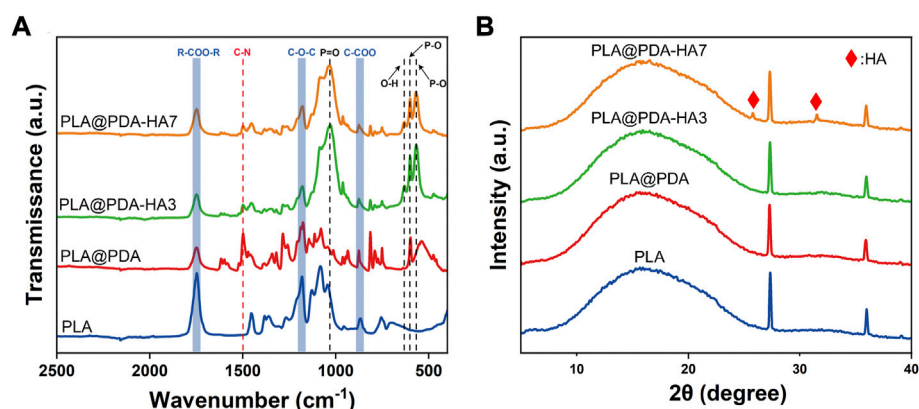 A
R-COO-R
C-N
C-O-C
P=O
C-COO
P-O
O-H
P-O
PLA@PDA-HA7
PLA@PDA-HA3
PLA@PDA
PLA
Transmissance (a.u.)
2500
2000
1500
1000
500
Wavenumber (cm⁻¹)
B
PLA@PDA-HA7
:HA
PLA@PDA-HA3
PLA@PDA
PLA
Intensity (a.u.)
10
20
30
40
2θ (degree)